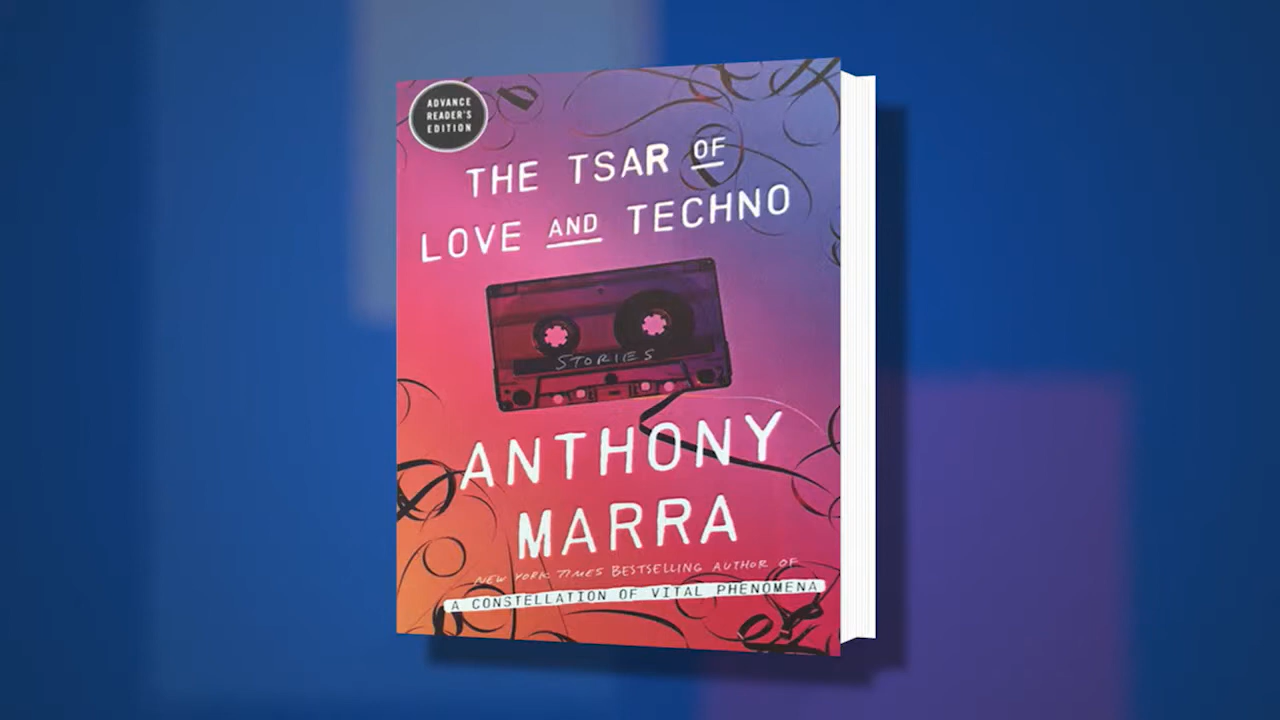 ADVANCE
READER'S
EDITION
THE TSAR OF
LOVE AND TECHNO
STORIES
ANTHONY
MARRA
NEW YORK TIMES BESTSELLING AUTHOR OF
A CONSTELLATION OF VITAL PHENOMENA